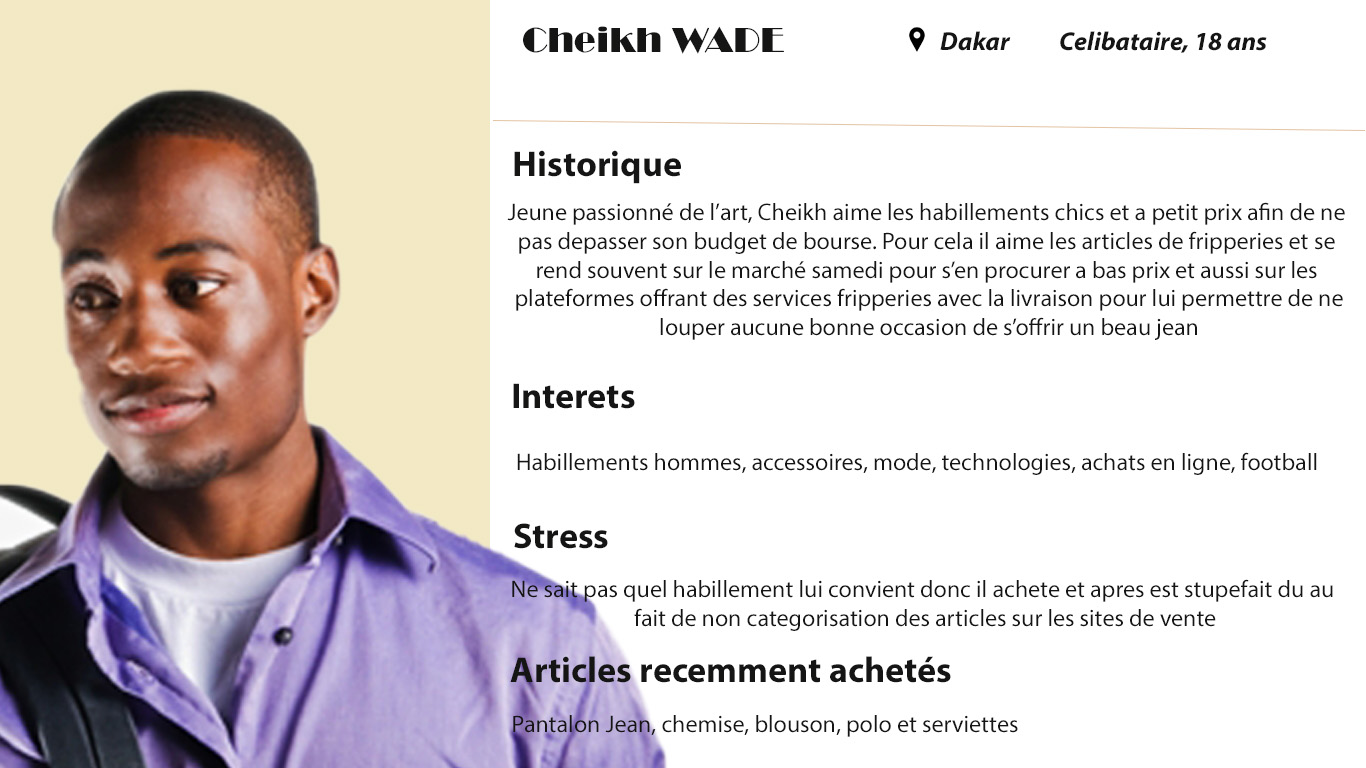 Cheikh WADE
Dakar
Celibataire, 18 ans
Historique
Jeune passionné de l’art, Cheikh aime les habillements chics et a petit prix afin de ne
pas depasser son budget de bourse. Pour cela il aime les articles de fripperies et se
rend souvent sur le marché samedi pour s’en procurer a bas prix et aussi sur les
plateformes offrant des services fripperies avec la livraison pour lui permettre de ne
louper aucune bonne occasion de s’offrir un beau jean
Interets
Habillements hommes, accessoires, mode, technologies, achats en ligne, football
Stress
Ne sait pas quel habillement lui convient donc il achete et apres est stupefait du au
fait de non categorisation des articles sur les sites de vente
Articles recemment achetés
Pantalon Jean, chemise, blouson, polo et serviettes